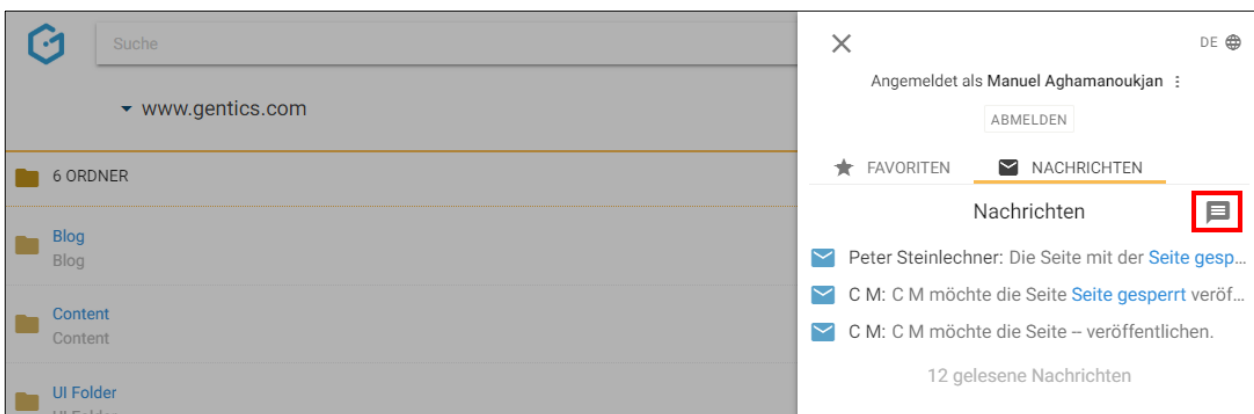 Suche
www.gentics.com
6 ORDNER
Blog
Blog
Content
Content
UI Folder
UI Folder
DE
Angemeldet als Manuel Aghamanoukjan
ABMELDEN
FAVORITEN NACHRICHTEN
Nachrichten
Peter Steinlechner: Die Seite mit der Seite gesp...
C M: C M möchte die Seite Seite gesperrt veröf...
C M: C M möchte die Seite – veröffentlichen.
12 gelesene Nachrichten